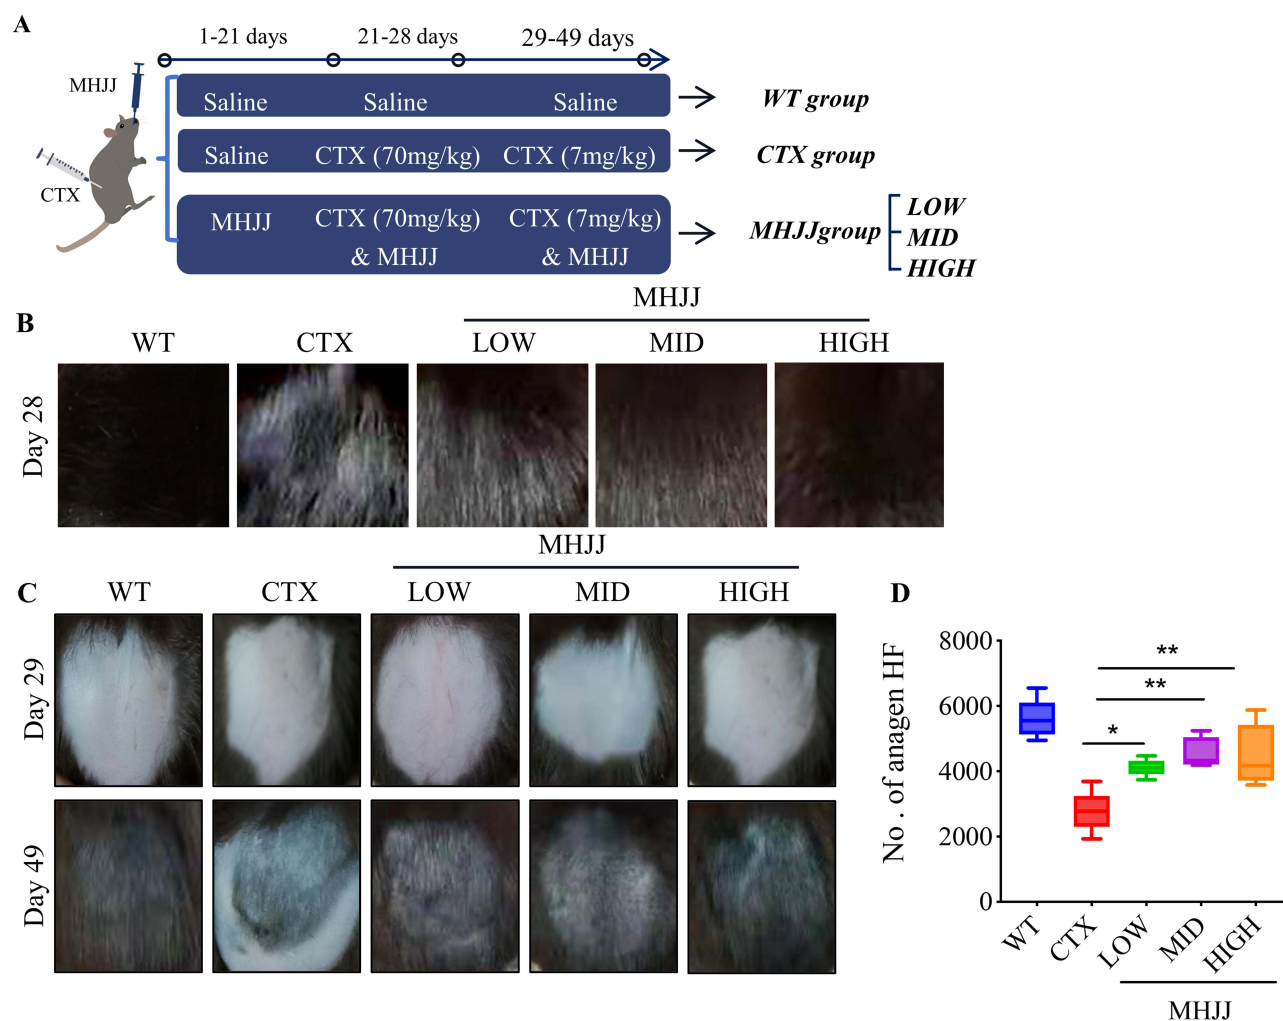 A
1-21 days 21-28 days 29-49 days
MHJJ
CTX
Saline Saline Saline
WT group
Saline CTX (70mg/kg) CTX (7mg/kg)
CTX group
MHJJ CTX (70mg/kg) CTX (7mg/kg)
& MHJJ & MHJJ
MHJJgroup
LOW
MID
HIGH
B
MHJJ
WT CTX LOW MID HIGH
Day 28
C
MHJJ
WT CTX LOW MID HIGH
Day 29
Day 49
D
No . of anagen HF
8000
6000
4000
2000
0
** 
**
*
WT CTX LOW MID HIGH
MHJJ